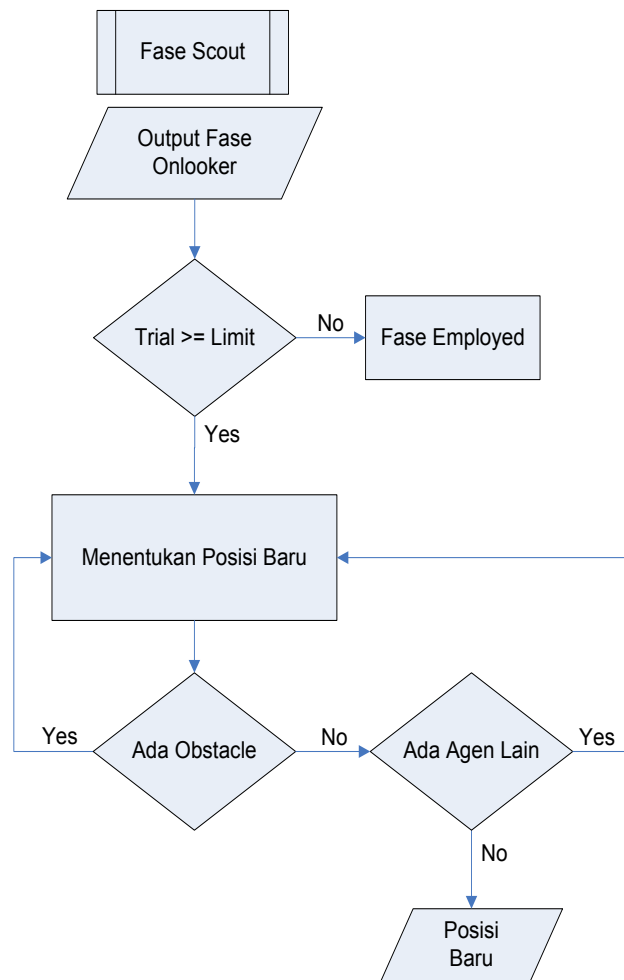 Fase Scout
Output Fase
Onlooker
Trial >= Limit
No
Fase Employed
Yes
Menentukan Posisi Baru
Yes
Ada Obstacle
No
Ada Agen Lain
Yes
No
Posisi
Baru